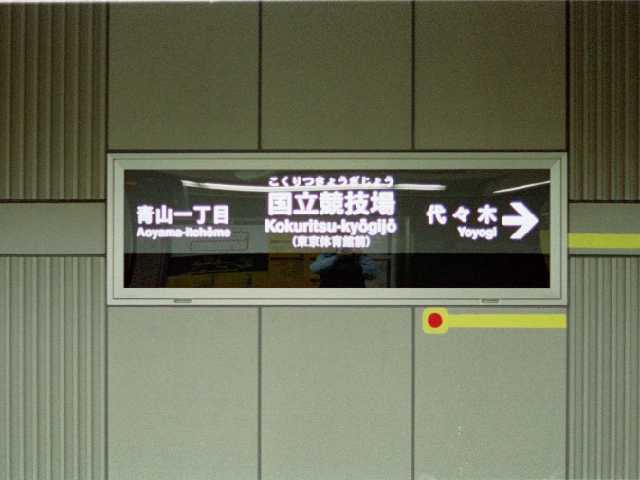 こくりつきょうぎじょう
青山一丁目 国立競技場 代々木
Aoyama-itchōme Kokuritsu-kyōgijō Yoyogi
(東京体育館前)